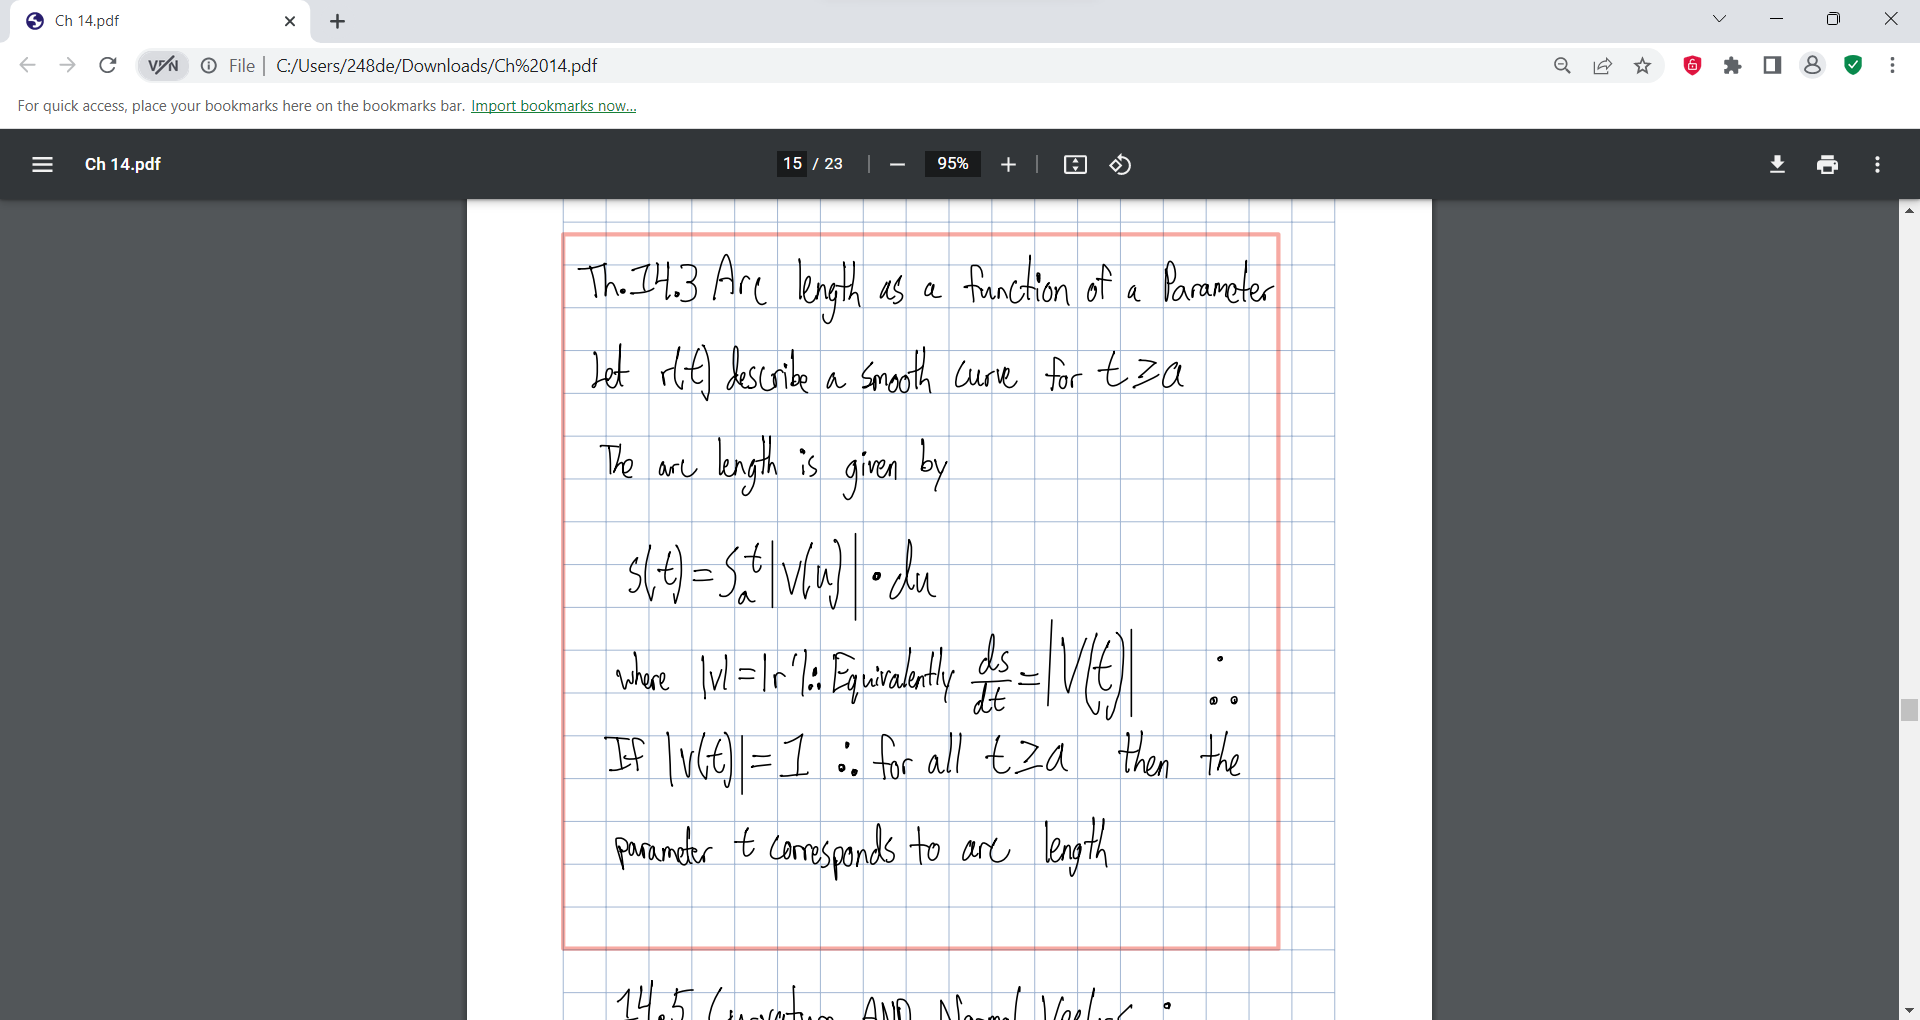 Ch 14.pdf
VPN File C:/Users/248de/Downloads/Ch%2014.pdf
For quick access, place your bookmarks here on the bookmarks bar. Import bookmarks now...
Ch 14.pdf 15 / 23 95%
Th.14.3 Arc length as a function of a Parameter
Let r(t) describe a smooth curve for t ≥ a
The arc length is given by
s(t) = ∫ₐᵗ |v(u)| • du
where |v| = |r'| ∴ Equivalently ds/dt = |V(t)| ∴
If |v(t)| = 1 ∴ for all t ≥ a then the
parameter t corresponds to arc length
14.5 Curvature AND Normal Vectors :